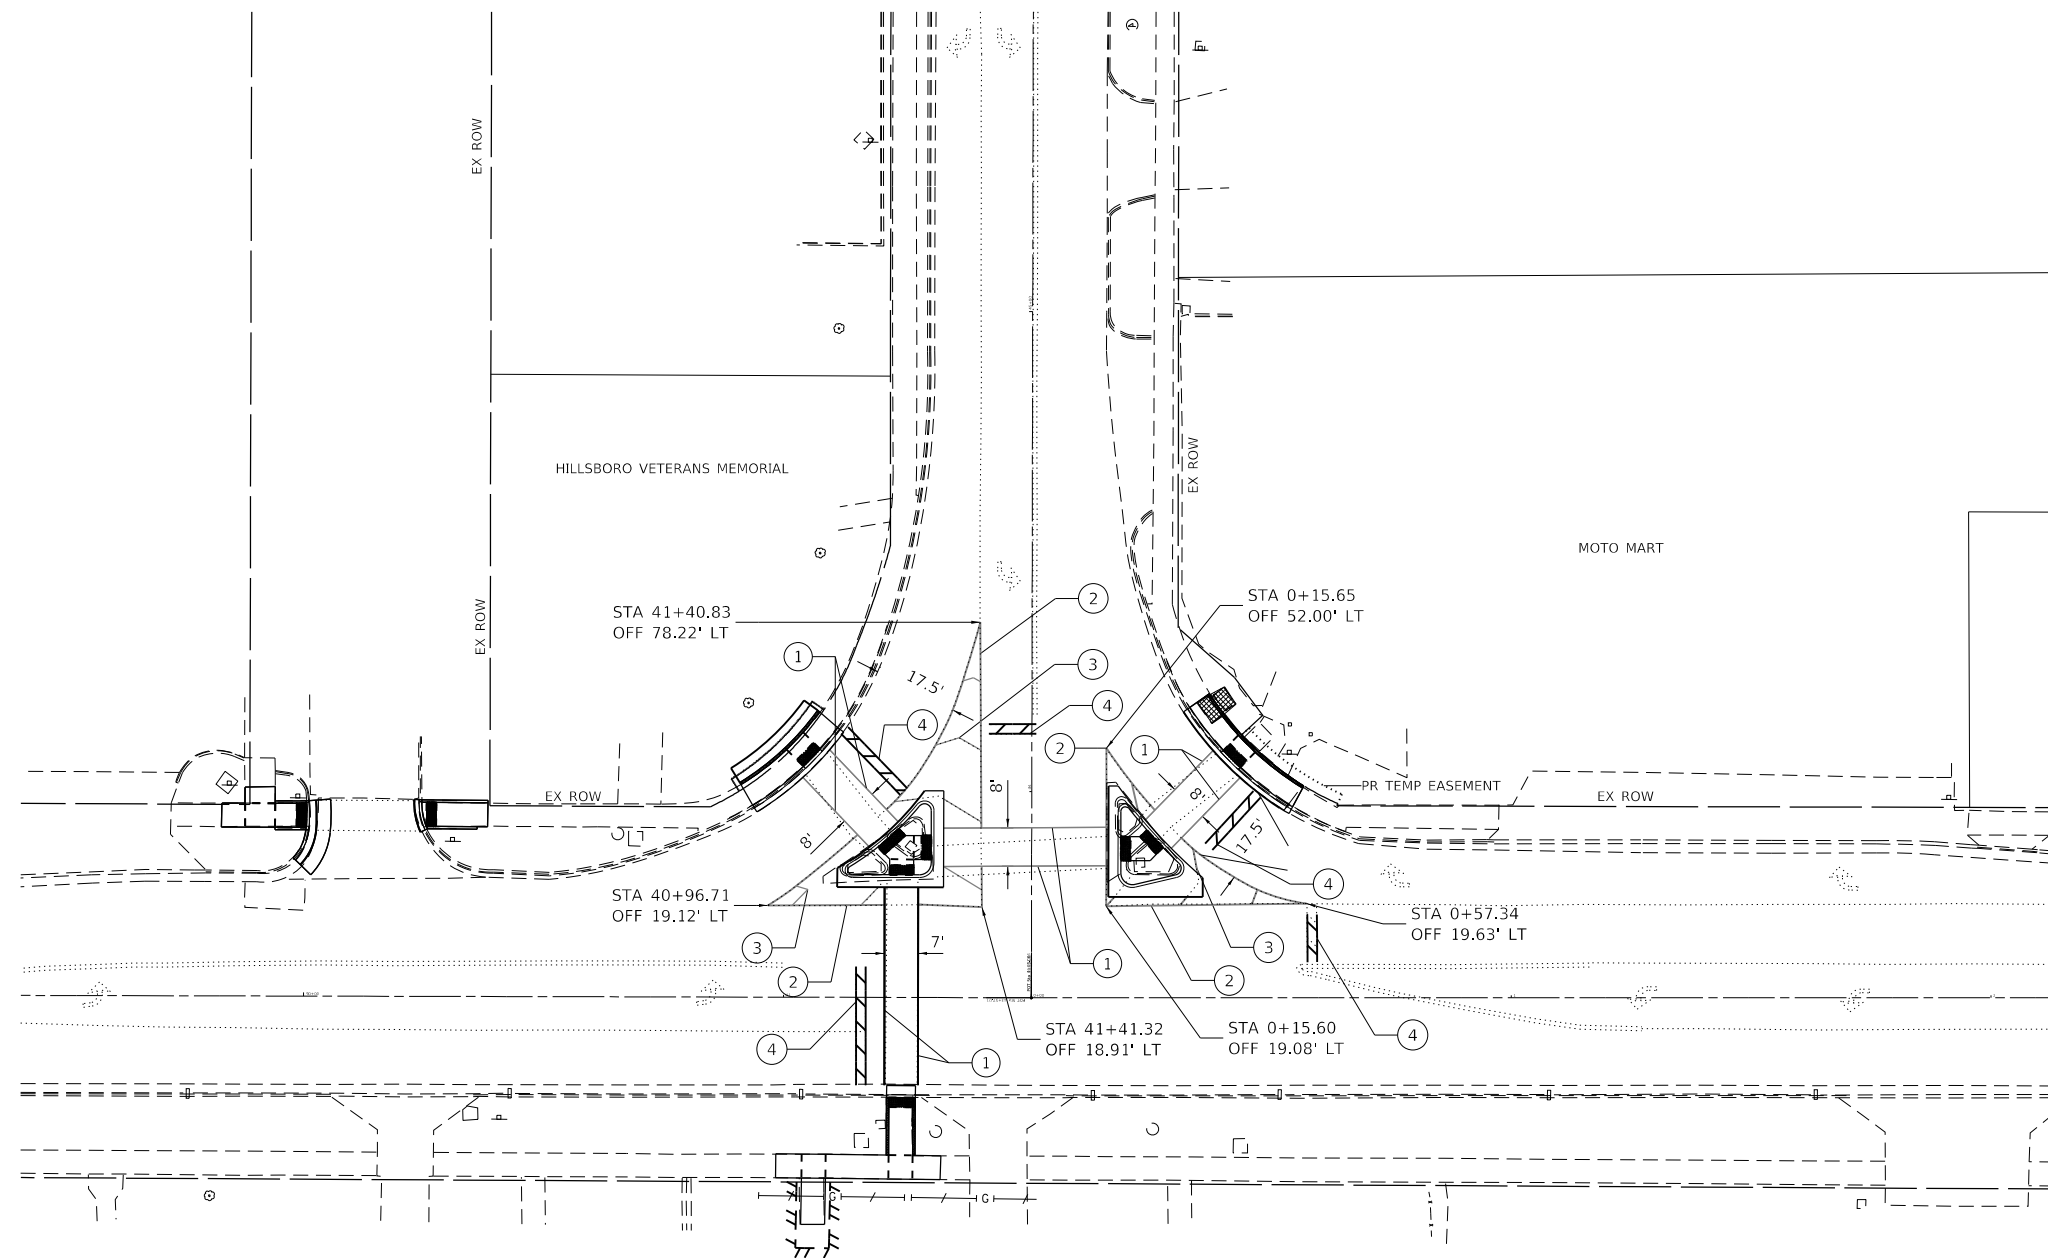 EX ROW
EX ROW
HILLSBORO VETERANS MEMORIAL
EX ROW
MOTO MART
STA 0+15.65
OFF 52.00' LT
STA 41+40.83
OFF 78.22' LT
2
1
3
17.5'
4
4
2
1
8'
8'
PR TEMP EASEMENT
EX ROW
EX ROW
8'
17.5'
4
STA 40+96.71
OFF 19.12' LT
STA 0+57.34
OFF 19.63' LT
3
7'
3
1
2
2
STA 41+41.32
OFF 18.91' LT
STA 0+15.60
OFF 19.08' LT
4
4
1
G
G